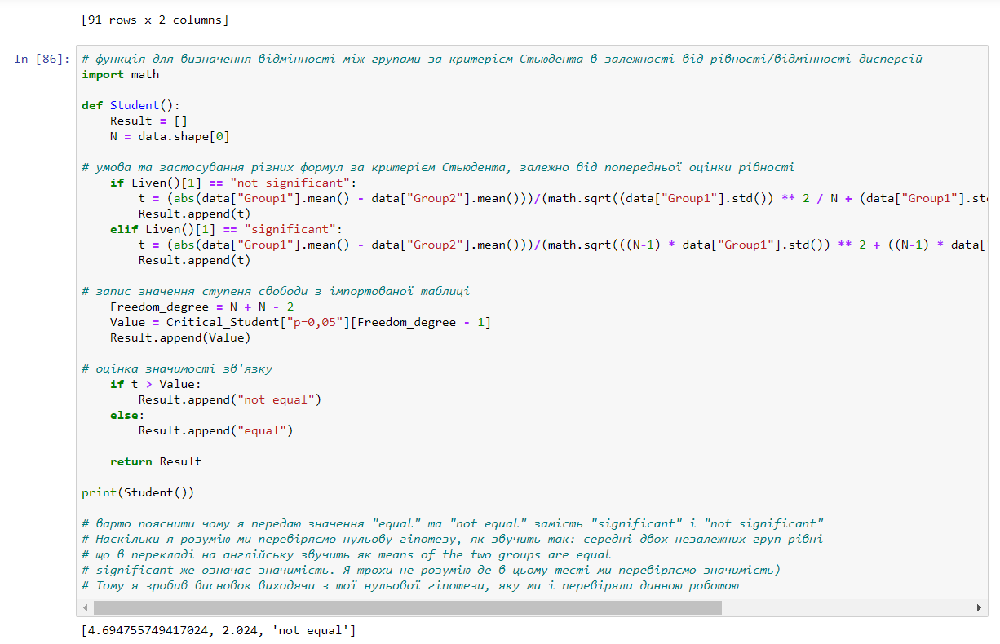 [91 rows x 2 columns]
In [86]: # функція для визначення відмінності між групами за критерієм Стьюдента в залежності від рівності/відмінності дисперсій
import math
def Student():
    Result = []
    N = data.shape[0]
# умова та застосування різних формул за критерієм Стьюдента, залежно від попередньої оцінки рівності
    if Liven()[1] == "not significant":
        t = (abs(data["Group1"].mean() - data["Group2"].mean()))/(math.sqrt((data["Group1"].std()) ** 2 / N + (data["Group1"].st
        Result.append(t)
    elif Liven()[1] == "significant":
        t = (abs(data["Group1"].mean() - data["Group2"].mean()))/(math.sqrt(((N-1) * data["Group1"].std()) ** 2 + ((N-1) * data[
        Result.append(t)
# запис значення ступеня свободи з імпортованої таблиці
    Freedom_degree = N + N - 2
    Value = Critical_Student["p=0,05"][Freedom_degree - 1]
    Result.append(Value)
# оцінка значимості зв'язку
    if t > Value:
        Result.append("not equal")
    else:
        Result.append("equal")
    return Result
print(Student())
# варто пояснити чому я передаю значення "equal" та "not equal" замість "significant" і "not significant"
# Наскільки я розумію ми перевіряємо нульову гіпотезу, як звучить так: середні двох незалежних груп рівні
# що в перекладі на англійську звучить як means of the two groups are equal
# significant же означає значимість. Я трохи не розумію де в цьому тесті ми перевіряємо значимість)
# Тому я зробив висновок виходячи з тої нульової гіпотези, яку ми і перевіряли данною роботою
[4.694755749417024, 2.024, 'not equal']